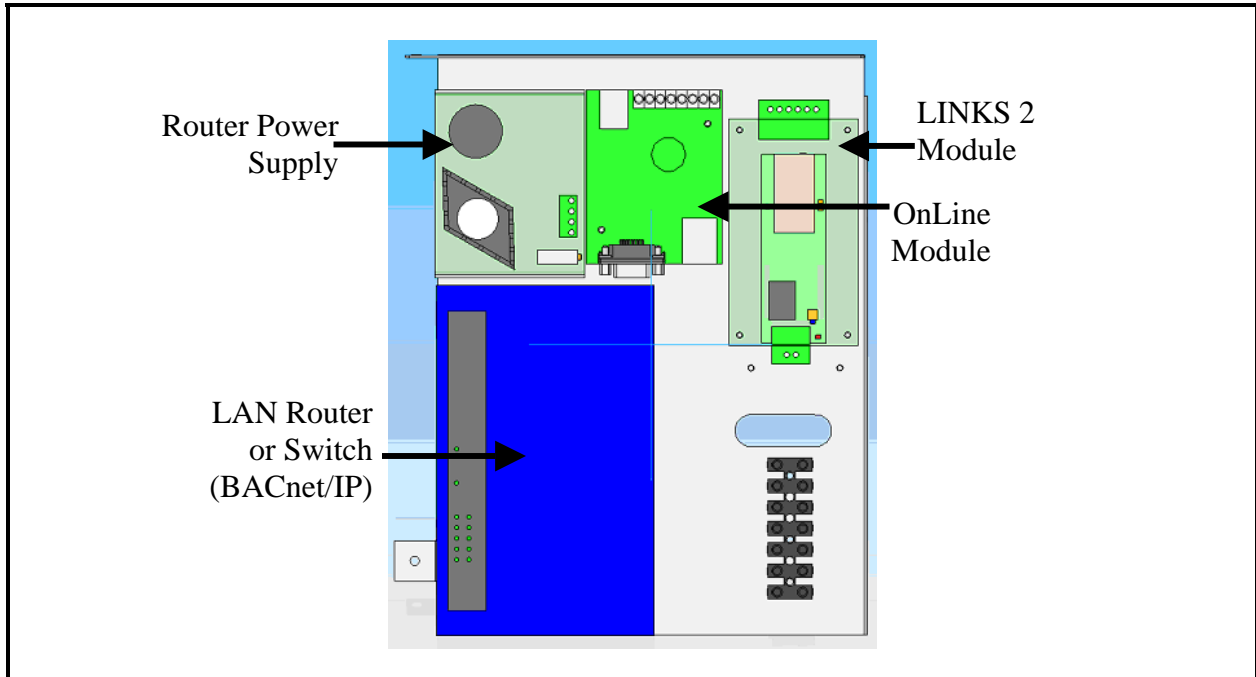 Router Power
Supply
LINKS 2
Module
OnLine
Module
LAN Router
or Switch
(BACnet/IP)